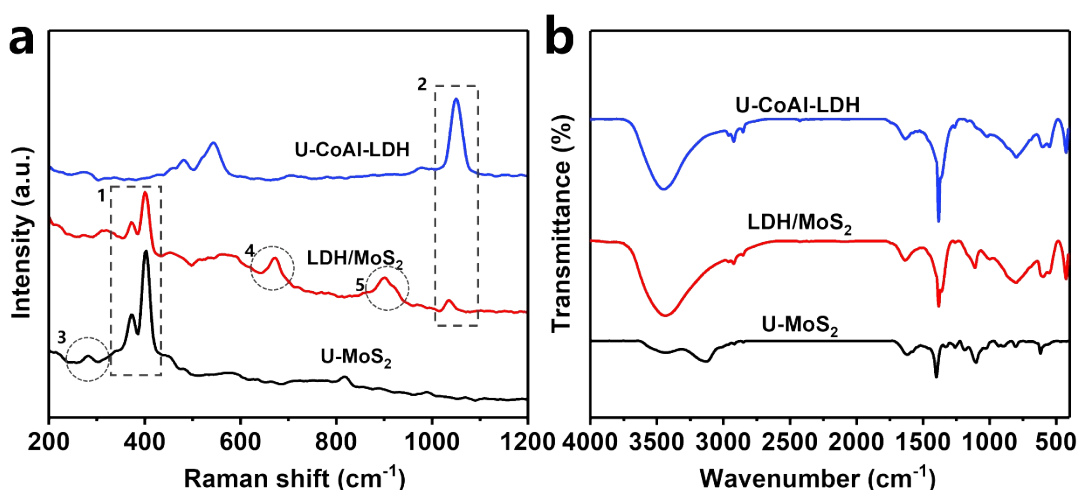 a
Intensity (a.u.)
U-CoAl-LDH
LDH/MoS₂
U-MoS₂
1
2
3
4
5
200 400 600 800 1000 1200
Raman shift (cm⁻¹)
b
Transmittance (%)
U-CoAl-LDH
LDH/MoS₂
U-MoS₂
4000 3500 3000 2500 2000 1500 1000 500
Wavenumber (cm⁻¹)